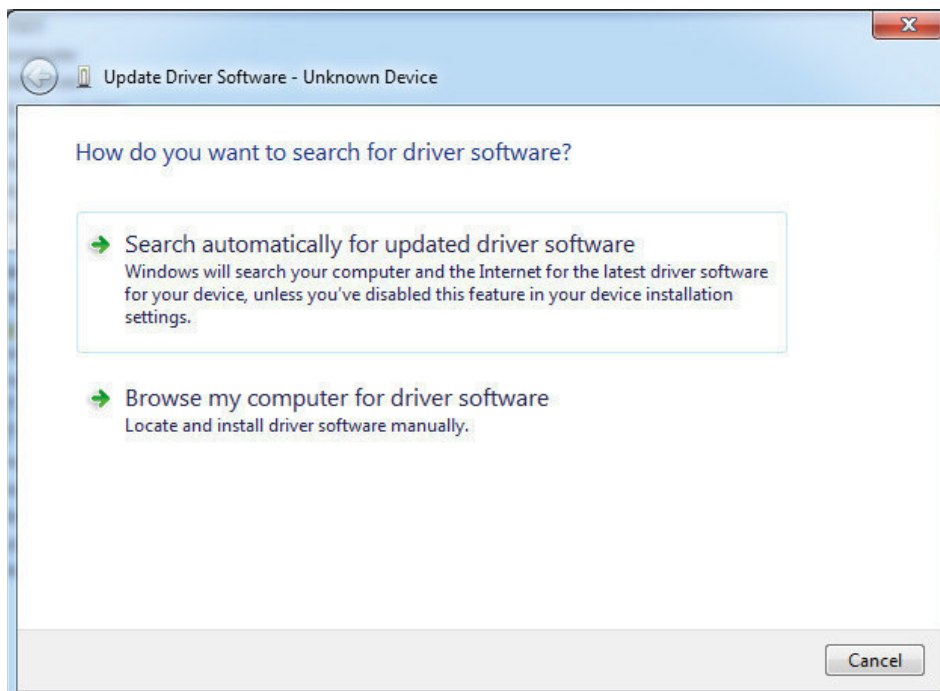 Update Driver Software - Unknown Device
How do you want to search for driver software?
Search automatically for updated driver software
Windows will search your computer and the Internet for the latest driver software
for your device, unless you've disabled this feature in your device installation
settings.
Browse my computer for driver software
Locate and install driver software manually.
Cancel